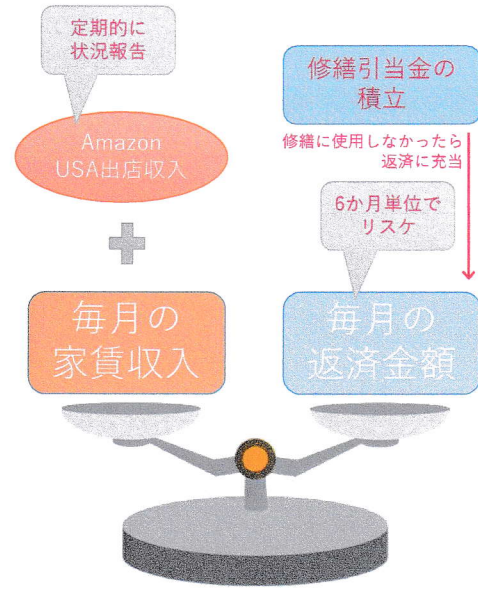 定期的に
状況報告
Amazon
USA出店収入
毎月の
家賃収入
修繕引当金の
積立
修繕に使用しなかったら
返済に充当
6か月単位で
リスケ
毎月の
返済金額